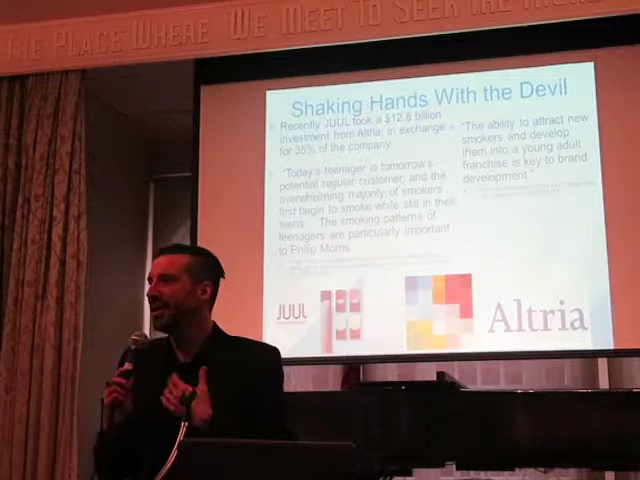 THE PLACE WHERE WE MEET TO SEEK THE
Shaking Hands With the Devil
Recently JUUL took a $12.8 billion
investment from Altria, in exchange
for 35% of the company
"Today's teenager is tomorrow's
potential regular customer, and the
overwhelming majority of smokers
first begin to smoke while still in their
teens. The smoking patterns of
teenagers are particularly important
to Philip Morris.
"The ability to attract new
smokers and develop
them into a young adult
franchise is key to brand
development."
JUUL
Altria